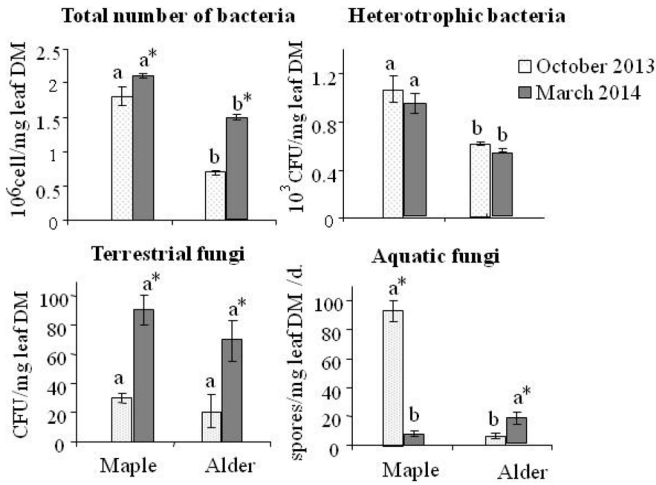 Total number of bacteria
10⁶cell/mg leaf DM
2.5
2
1.5
1
0.5
0
a
a*
b
b*
Heterotrophic bacteria
10³CFU/mg leaf DM
1.2
0.8
0.4
0
a
a
b
b
October 2013
March 2014
Terrestrial fungi
CFU/mg leaf DM
100
80
60
40
20
0
a
a*
a
a*
Maple
Alder
Aquatic fungi
spores/mg leaf DM /d.
100
80
60
40
20
0
a*
b
b
a*
Maple
Alder